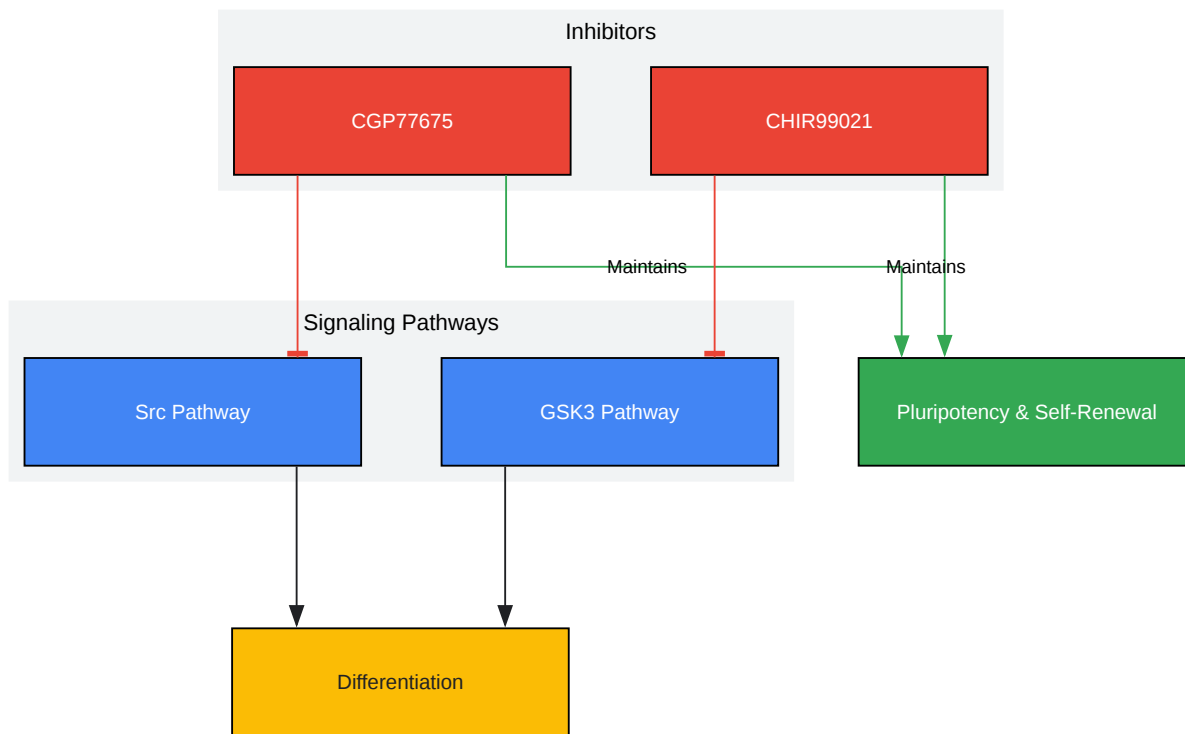 Inhibitors
CGP77675
CHIR99021
Maintains
Maintains
Signaling Pathways
Src Pathway
GSK3 Pathway
Pluripotency & Self-Renewal
Differentiation